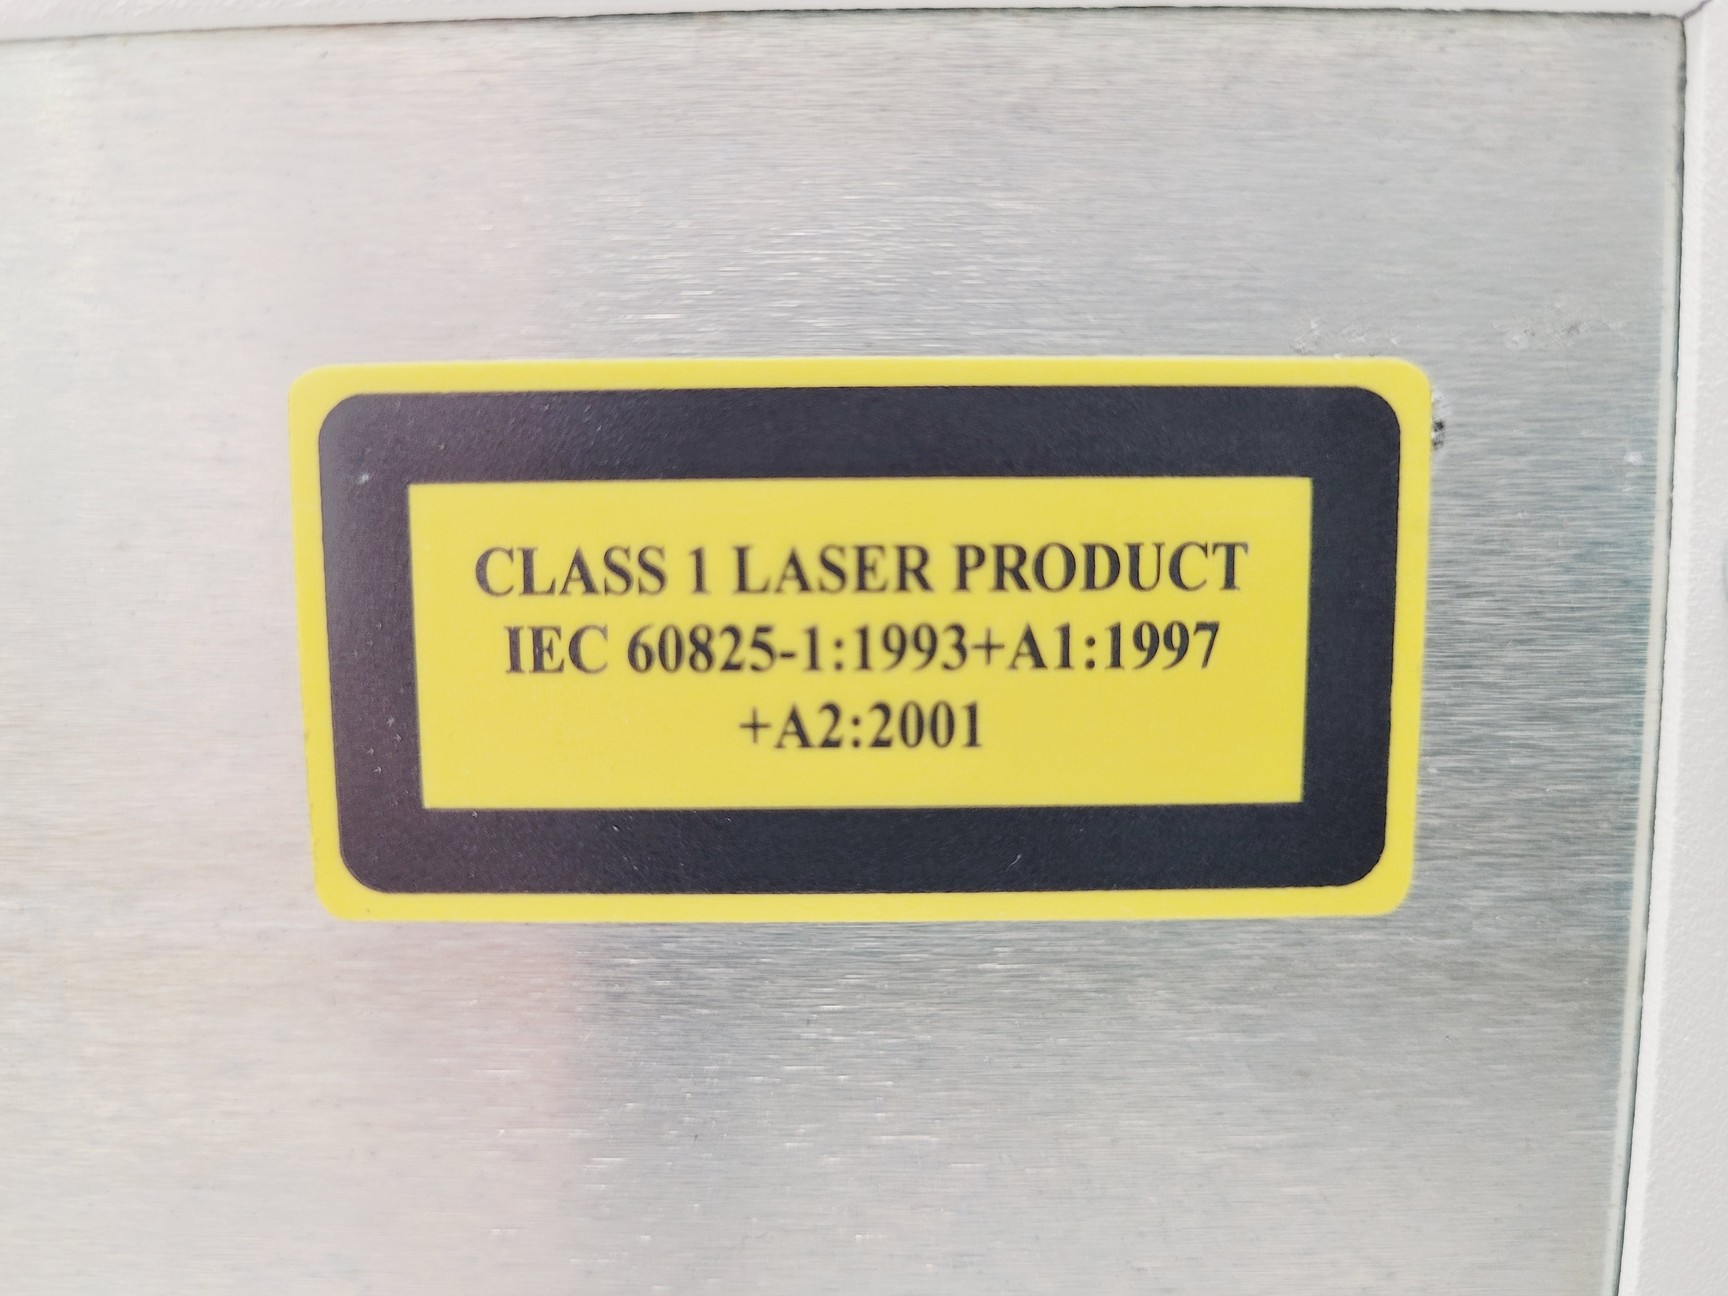 CLASS 1 LASER PRODUCT
IEC 60825-1:1993+A1:1997
+A2:2001